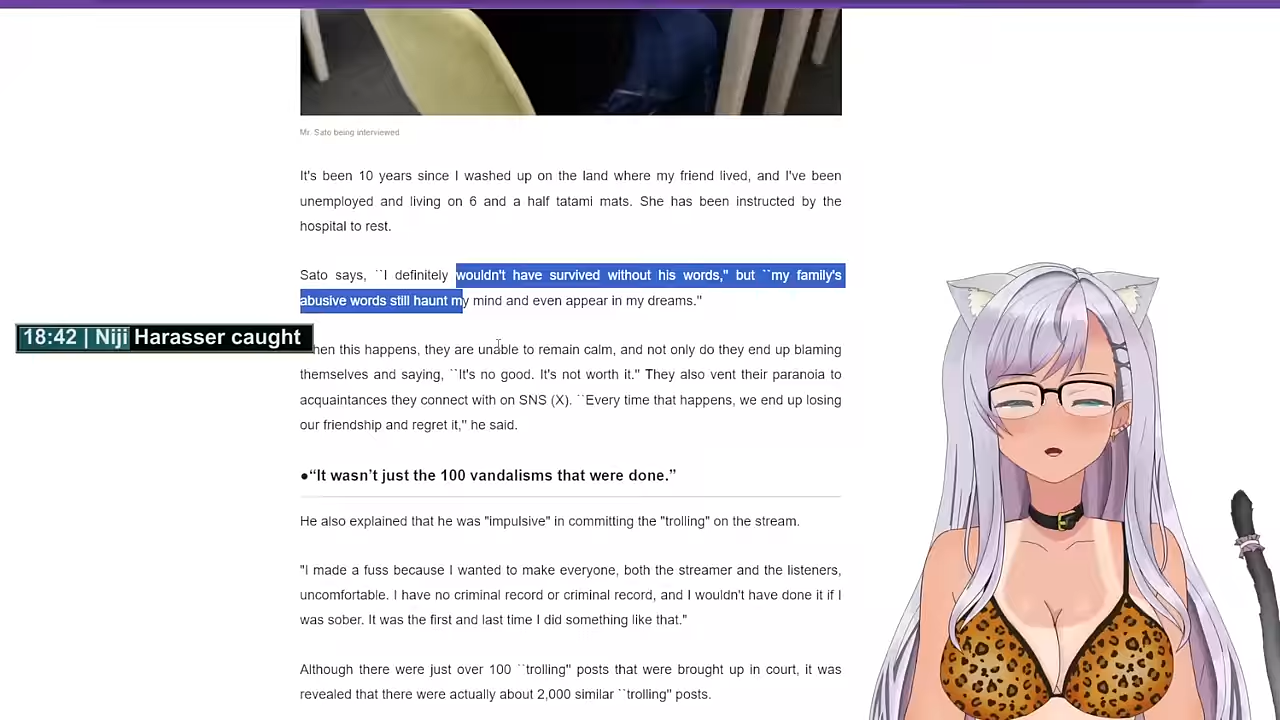 Mr. Sato being interviewed
It's been 10 years since I washed up on the land where my friend lived, and I've been
unemployed and living on 6 and a half tatami mats. She has been instructed by the
hospital to rest.
Sato says, ``I definitely wouldn't have survived without his words,'' but ``my family's
abusive words still haunt my mind and even appear in my dreams.''
18:42 | Niji Harasser caught
hen this happens, they are unable to remain calm, and not only do they end up blaming
themselves and saying, ``It's no good. It's not worth it.'' They also vent their paranoia to
acquaintances they connect with on SNS (X). ``Every time that happens, we end up losing
our friendship and regret it,'' he said.
●“It wasn’t just the 100 vandalisms that were done.”
He also explained that he was "impulsive" in committing the "trolling" on the stream.
"I made a fuss because I wanted to make everyone, both the streamer and the listeners,
uncomfortable. I have no criminal record or criminal record, and I wouldn't have done it if I
was sober. It was the first and last time I did something like that."
Although there were just over 100 ``trolling'' posts that were brought up in court, it was
revealed that there were actually about 2,000 similar ``trolling'' posts.